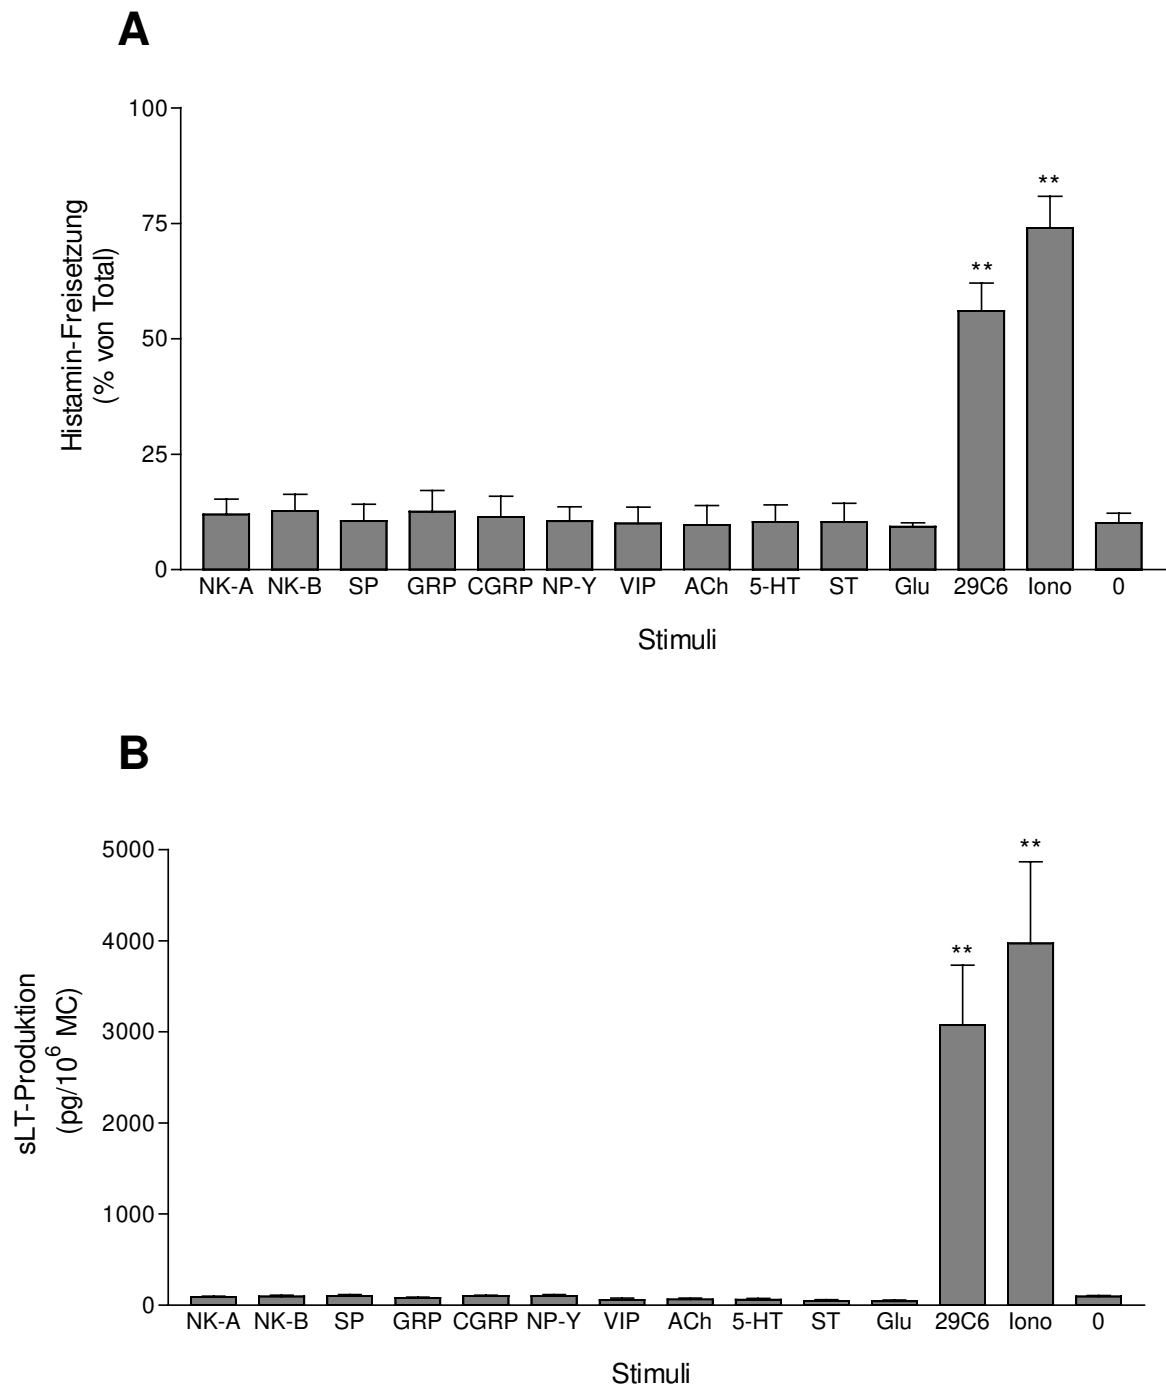 A
100
75
50
25
0
Histamin-Freisetzung
(% von Total)
**
**
NK-A NK-B SP GRP CGRP NP-Y VIP ACh 5-HT ST Glu 29C6 Iono 0
Stimuli
B
5000
4000
3000
2000
1000
0
sLT-Produktion
(pg/10⁶ MC)
**
**
NK-A NK-B SP GRP CGRP NP-Y VIP ACh 5-HT ST Glu 29C6 Iono 0
Stimuli